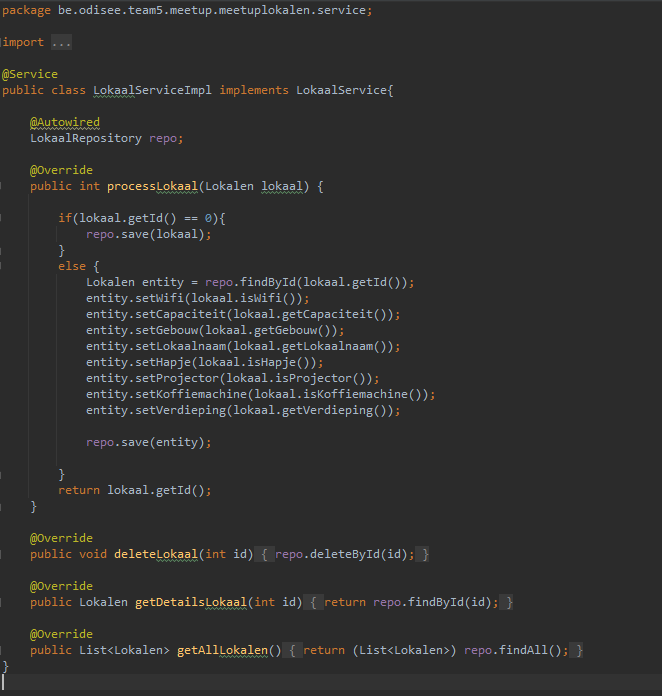 package be.odisee.team5.meetup.meetuplokalen.service;
import ...
@Service
public class LokaalServiceImpl implements LokaalService{
@Autowired
LokaalRepository repo;
@Override
public int processLokaal(Lokalen lokaal) {
if(lokaal.getId() == 0){
repo.save(lokaal);
}
else {
Lokalen entity = repo.findById(lokaal.getId());
entity.setWifi(lokaal.isWifi());
entity.setCapaciteit(lokaal.getCapaciteit());
entity.setGebouw(lokaal.getGebouw());
entity.setLokaalnaam(lokaal.getLokaalnaam());
entity.setHapje(lokaal.isHapje());
entity.setProjector(lokaal.isProjector());
entity.setKoffiemachine(lokaal.isKoffiemachine());
entity.setVerdieping(lokaal.getVerdieping());
repo.save(entity);
}
return lokaal.getId();
}
@Override
public void deleteLokaal(int id) { repo.deleteById(id); }
@Override
public Lokalen getDetailsLokaal(int id) { return repo.findById(id); }
@Override
public List<Lokalen> getAllLokalen() { return (List<Lokalen>) repo.findAll(); }
}